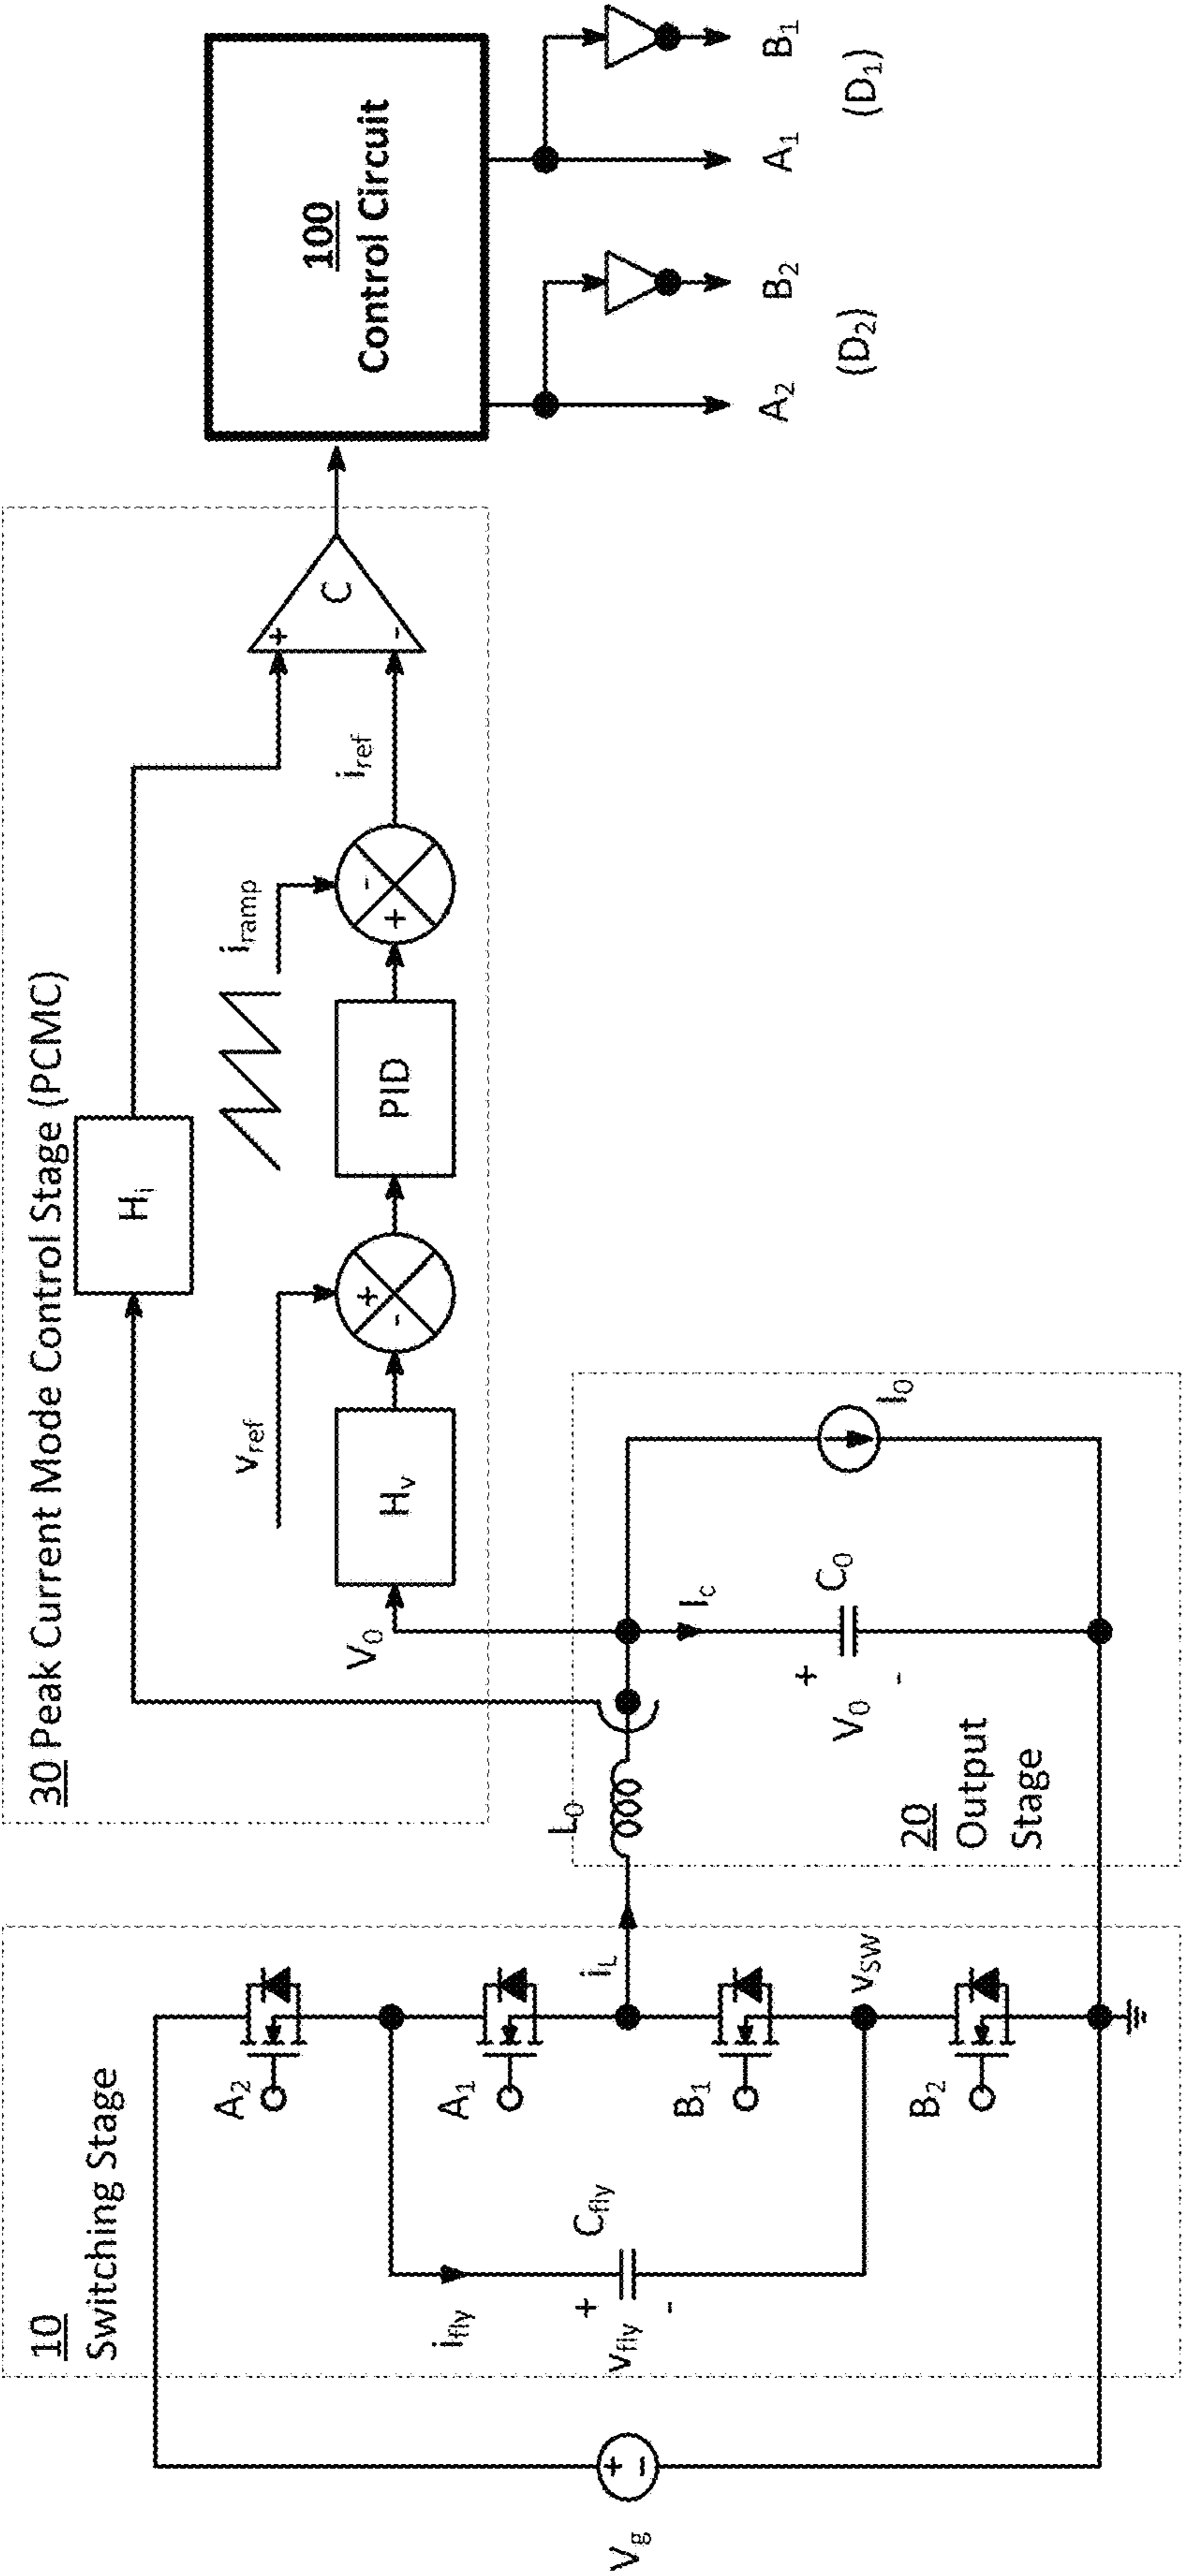 30 Peak Current Mode Control Stage (PCMC)
Hᵢ
iramp
vref
V₀
Hᵥ
+
-
PID
-
+
iref
+
-
C
100
Control Circuit
A₂
B₂
A₁
B₁
(D₂)
(D₁)
10
Switching Stage
Vg
+
-
ifly
+
vfly
-
Cfly
A₂
A₁
B₁
B₂
iL
vSW
L₀
20
Output
Stage
Ic
+
V₀
-
C₀
I₀